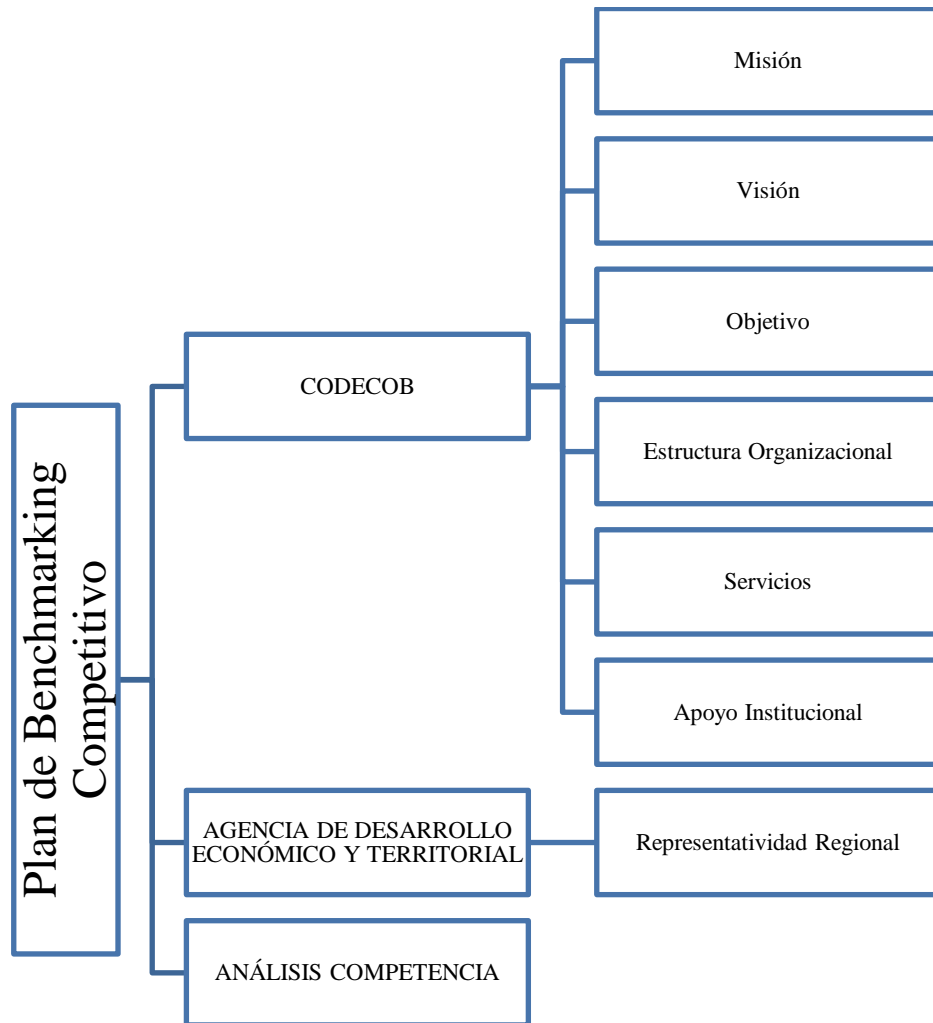 Plan de Benchmarking
Competitivo
CODECOB
Misión
Visión
Objetivo
Estructura Organizacional
Servicios
Apoyo Institucional
AGENCIA DE DESARROLLO
ECONÓMICO Y TERRITORIAL
Representatividad Regional
ANÁLISIS COMPETENCIA